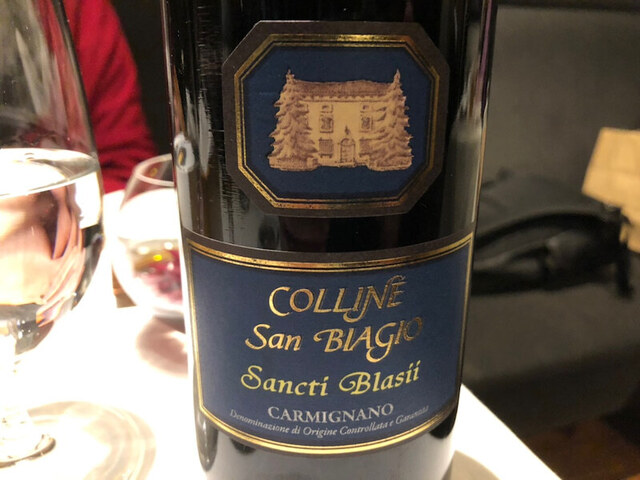 COLLINE
San BIAGIO
Sancti Blasii
CARMIGNANO
Denominazione di Origine Controllata e Garantita